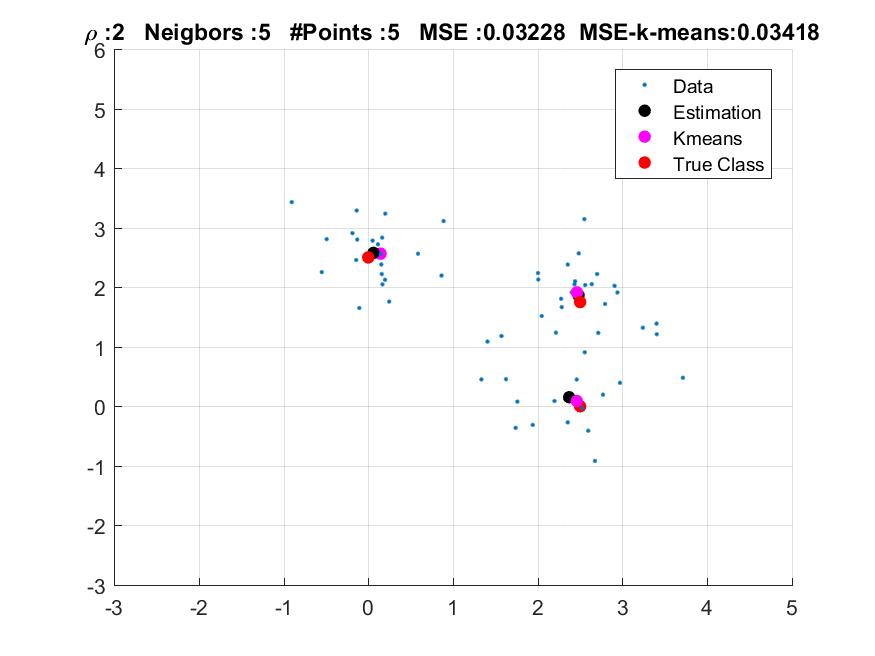 ρ :2 Neigbors :5 #Points :5 MSE :0.03228 MSE-k-means:0.03418
6
5
4
3
2
1
0
-1
-2
-3
-3 -2 -1 0 1 2 3 4 5
Data
Estimation
Kmeans
True Class